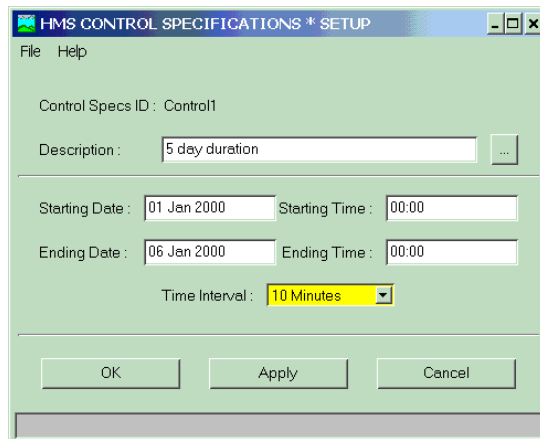 HMS CONTROL SPECIFICATIONS * SETUP
File Help
Control Specs ID : Control1
Description : 5 day duration ...
Starting Date : 01 Jan 2000 Starting Time : 00:00
Ending Date : 06 Jan 2000 Ending Time : 00:00
Time Interval : 10 Minutes
OK Apply Cancel